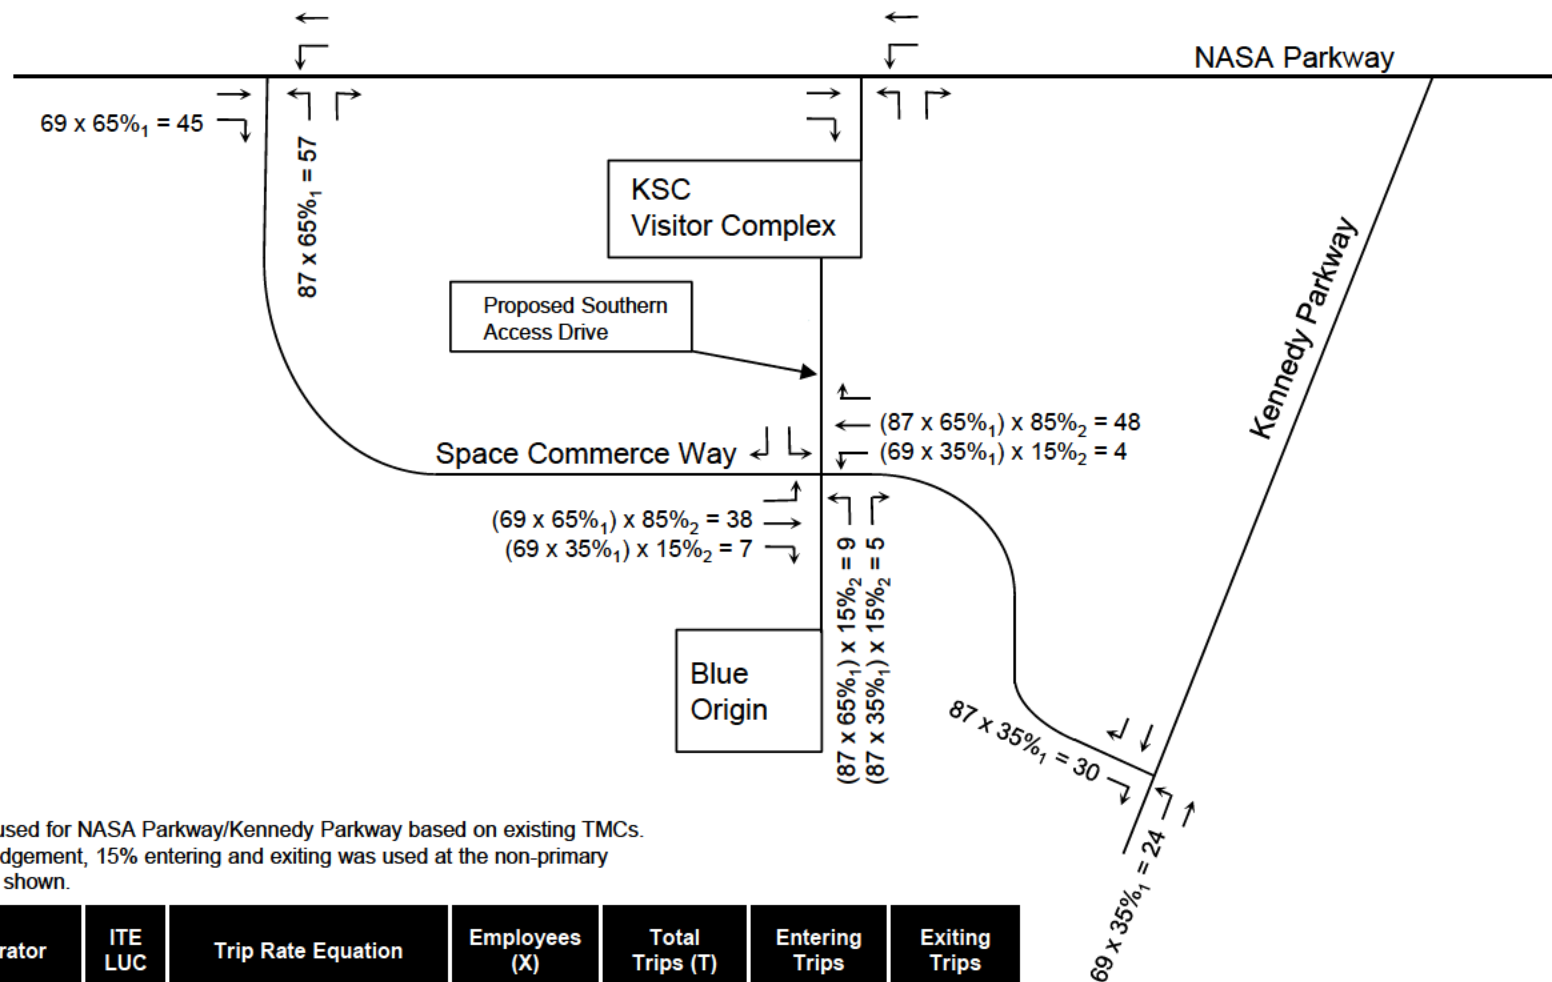 NASA Parkway
69 x 65%₁ = 45
87 x 65%₁ = 57
KSC
Visitor Complex
Proposed Southern
Access Drive
Kennedy Parkway
(87 x 65%₁) x 85%₂ = 48
(69 x 35%₁) x 15%₂ = 4
Space Commerce Way
(69 x 65%₁) x 85%₂ = 38
(69 x 35%₁) x 15%₂ = 7
(87 x 65%₁) x 15%₂ = 9
(87 x 35%₁) x 15%₂ = 5
Blue
Origin
87 x 35%₁ = 30
69 x 35%₁ = 24
used for NASA Parkway/Kennedy Parkway based on existing TMCs.
dgement, 15% entering and exiting was used at the non-primary
shown.
rator
ITE
LUC
Trip Rate Equation
Employees
(X)
Total
Trips (T)
Entering
Trips
Exiting
Trips